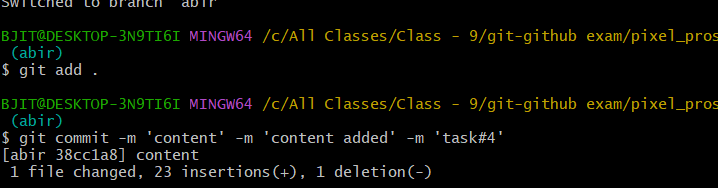 Switched to branch 'abir'
BJIT@DESKTOP-3N9TI6I MINGW64 /c/All Classes/Class - 9/git-github exam/pixel_pros
(abir)
$ git add .
BJIT@DESKTOP-3N9TI6I MINGW64 /c/All Classes/Class - 9/git-github exam/pixel_pros
(abir)
$ git commit -m 'content' -m 'content added' -m 'task#4'
[abir 38cc1a8] content
1 file changed, 23 insertions(+), 1 deletion(-)